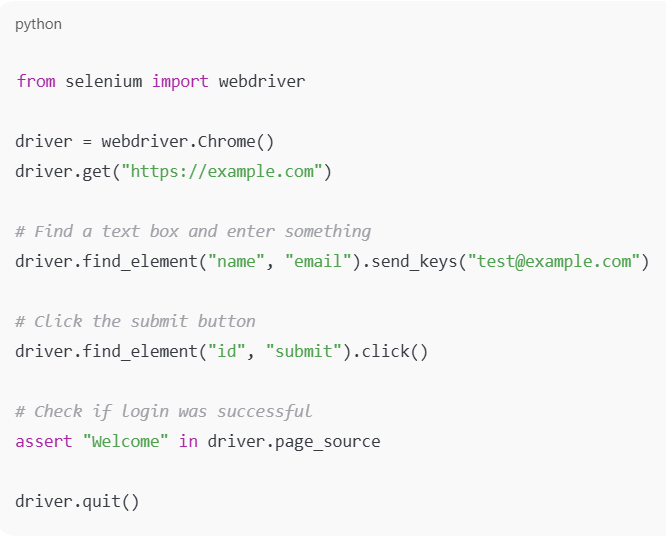 python
from selenium import webdriver
driver = webdriver.Chrome()
driver.get("https://example.com")
# Find a text box and enter something
driver.find_element("name", "email").send_keys("test@example.com")
# Click the submit button
driver.find_element("id", "submit").click()
# Check if login was successful
assert "Welcome" in driver.page_source
driver.quit()